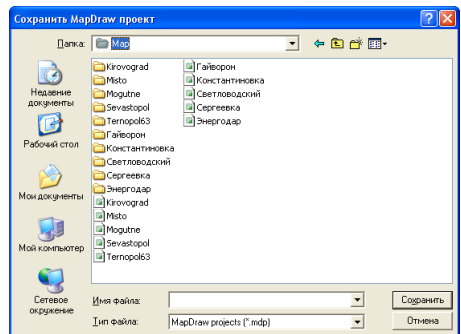 Сохранить MapDraw проект
Папка: Map
Недавние документы
Рабочий стол
Мои документы
Мой компьютер
Сетевое окружение
Kirovograd
Misto
Mogutne
Sevastopol
Ternopol63
Гайворон
Константиновка
Светловодский
Сергеевка
Энергодар
Kirovograd
Misto
Mogutne
Sevastopol
Ternopol63
Гайворон
Константиновка
Светловодский
Сергеевка
Энергодар
Имя файла:
Сохранить
Тип файла: MapDraw projects (*.mdp)
Отмена